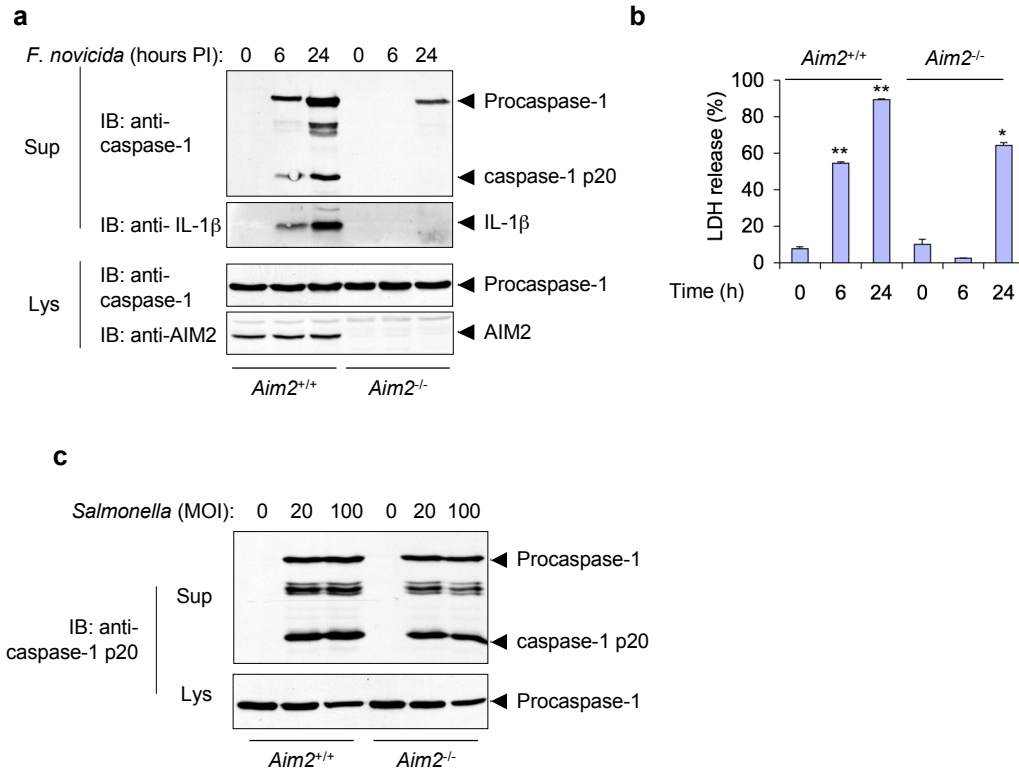 a
F. novicida (hours PI): 0 6 24 0 6 24
Sup
IB: anti-
caspase-1
Procaspase-1
caspase-1 p20
IB: anti- IL-1β
IL-1β
Lys
IB: anti-
caspase-1
Procaspase-1
IB: anti-AIM2
AIM2
Aim2+/+ Aim2-/-
b
Aim2+/+ Aim2-/-
LDH release (%)
100
80
60
40
20
0
** ** *
Time (h) 0 6 24 0 6 24
c
Salmonella (MOI): 0 20 100 0 20 100
IB: anti-
caspase-1 p20
Sup
Procaspase-1
caspase-1 p20
Lys
Procaspase-1
Aim2+/+ Aim2-/-